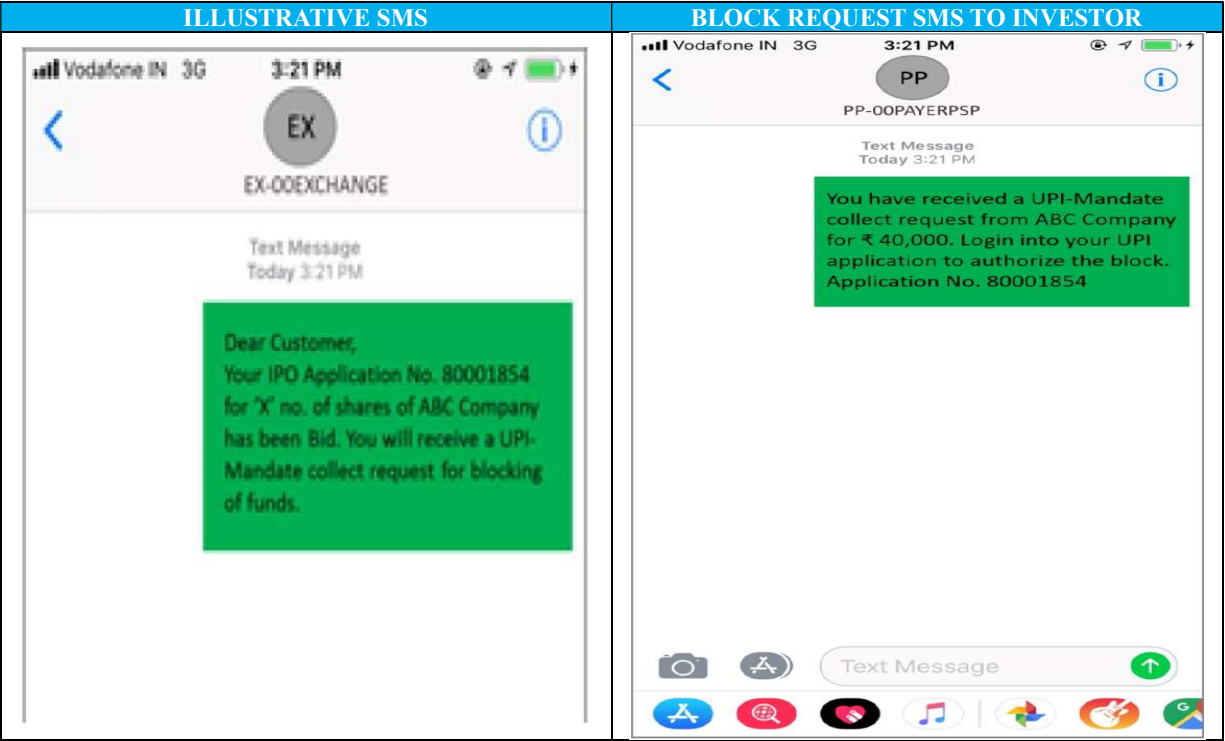 ILLUSTRATIVE SMS
Vodafone IN 3G 3:21 PM
EX
EX-00EXCHANGE
Text Message
Today 3:21 PM
Dear Customer,
Your IPO Application No. 80001854
for 'X' no. of shares of ABC Company
has been Bid. You will receive a UPI-
Mandate collect request for blocking
of funds.
BLOCK REQUEST SMS TO INVESTOR
Vodafone IN 3G 3:21 PM
PP
PP-00PAYERPSP
Text Message
Today 3:21 PM
You have received a UPI-Mandate
collect request from ABC Company
for ₹ 40,000. Login into your UPI
application to authorize the block.
Application No. 80001854
Text Message
G